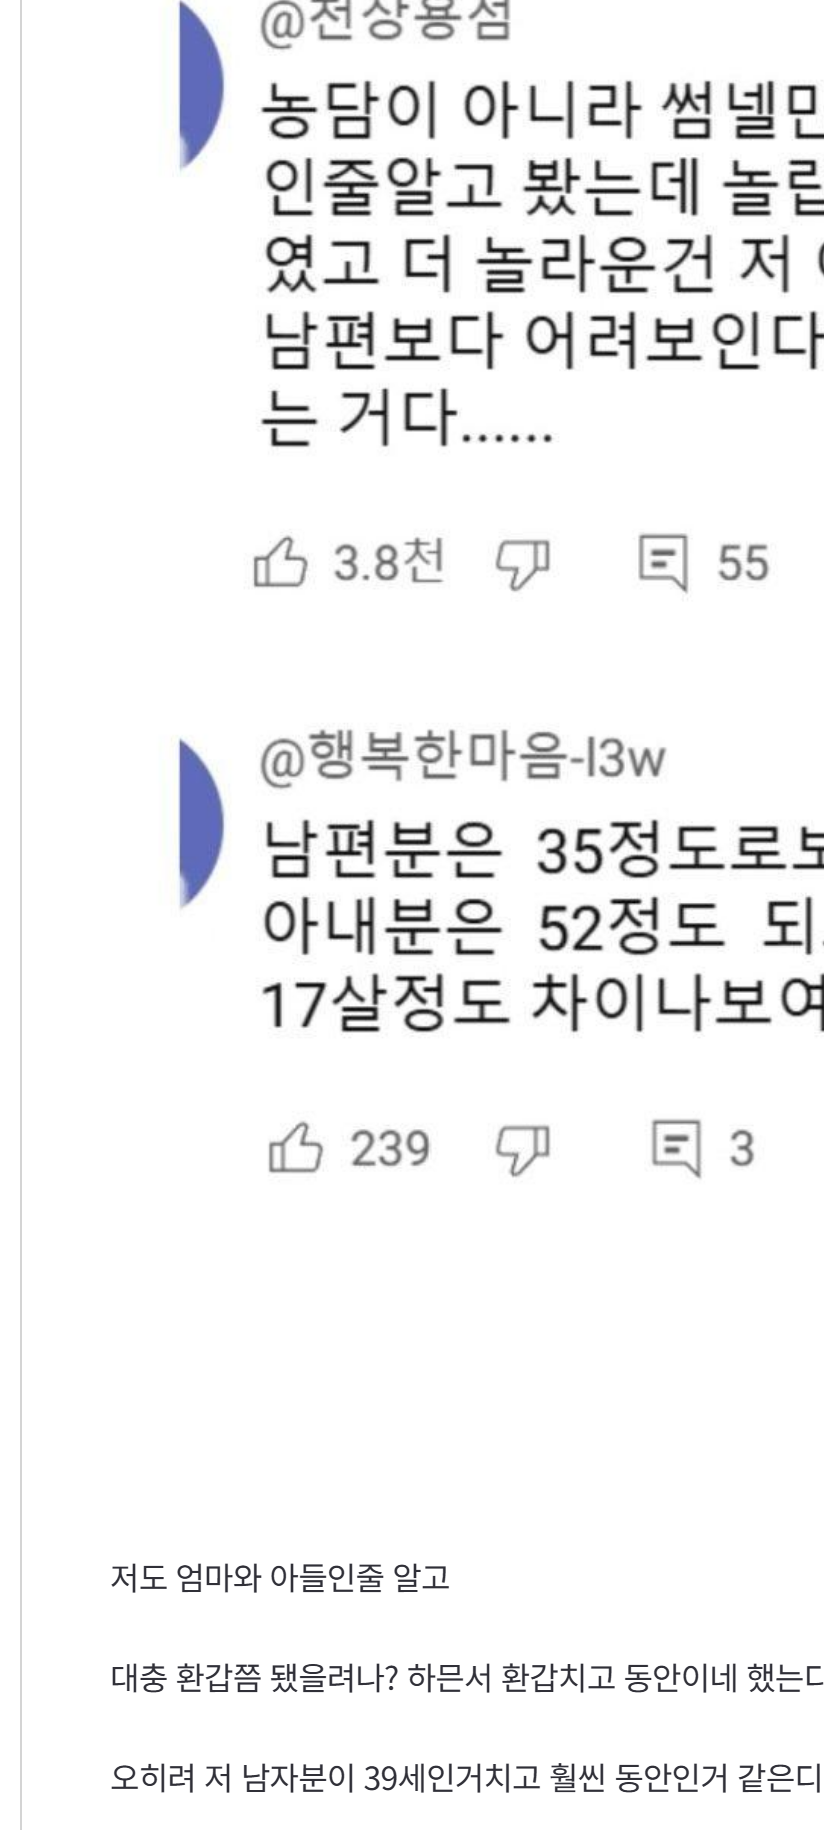 @전상용섬
농담이 아니라 썸넬만
인줄알고 봤는데 놀랍
였고 더 놀라운건 저
남편보다 어려보인다
는 거다......
3.8천 55
@행복한마음-l3w
남편분은 35정도로보
아내분은 52정도 되
17살정도 차이나보여
239 3
저도 엄마와 아들인줄 알고
대충 환갑쯤 됐을려나? 하믄서 환갑치고 동안이네 했는디
오히려 저 남자분이 39세인거치고 훨씬 동안인거 같은디